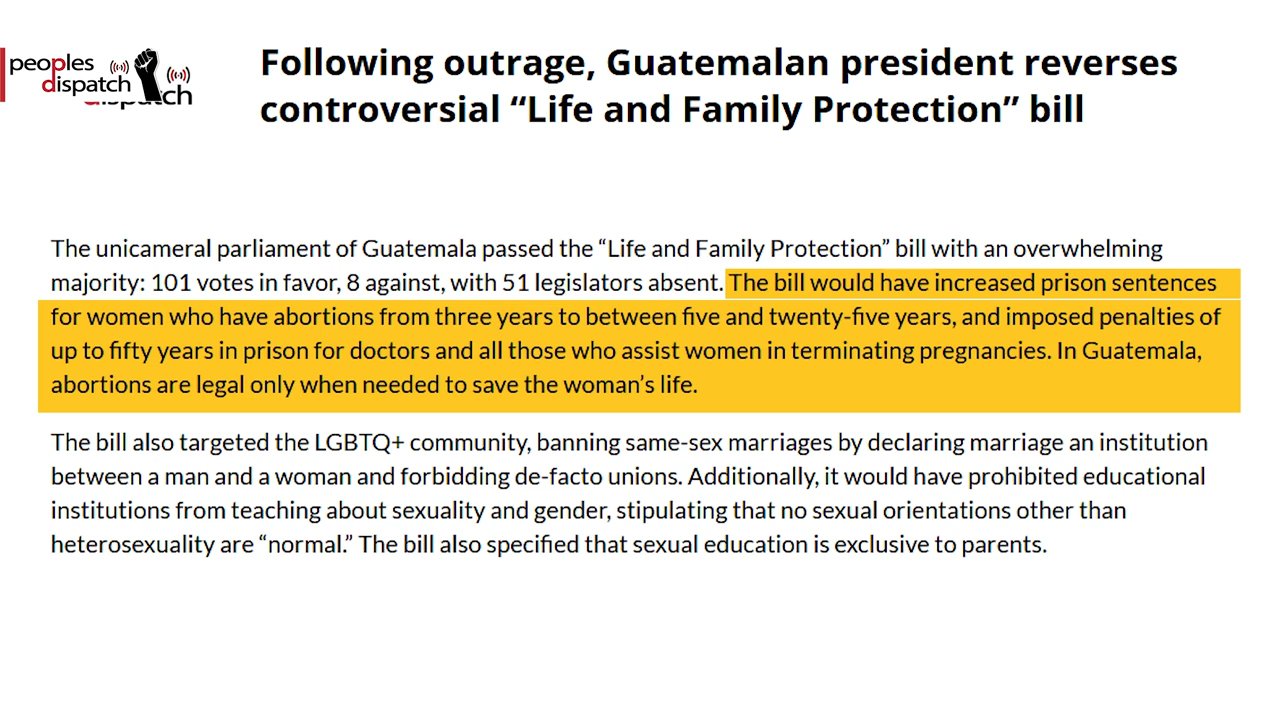 peoples
dispatch
dispatch
Following outrage, Guatemalan president reverses
controversial “Life and Family Protection” bill
The unicameral parliament of Guatemala passed the “Life and Family Protection” bill with an overwhelming
majority: 101 votes in favor, 8 against, with 51 legislators absent. The bill would have increased prison sentences
for women who have abortions from three years to between five and twenty-five years, and imposed penalties of
up to fifty years in prison for doctors and all those who assist women in terminating pregnancies. In Guatemala,
abortions are legal only when needed to save the woman’s life.
The bill also targeted the LGBTQ+ community, banning same-sex marriages by declaring marriage an institution
between a man and a woman and forbidding de-facto unions. Additionally, it would have prohibited educational
institutions from teaching about sexuality and gender, stipulating that no sexual orientations other than
heterosexuality are “normal.” The bill also specified that sexual education is exclusive to parents.